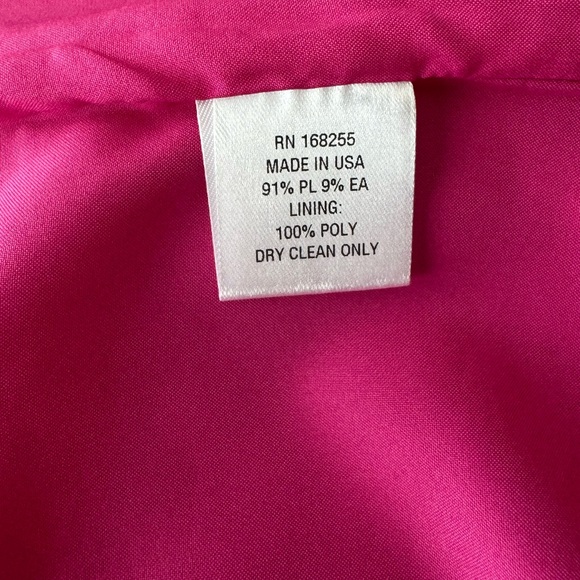 RN 168255
MADE IN USA
91% PL 9% EA
LINING:
100% POLY
DRY CLEAN ONLY